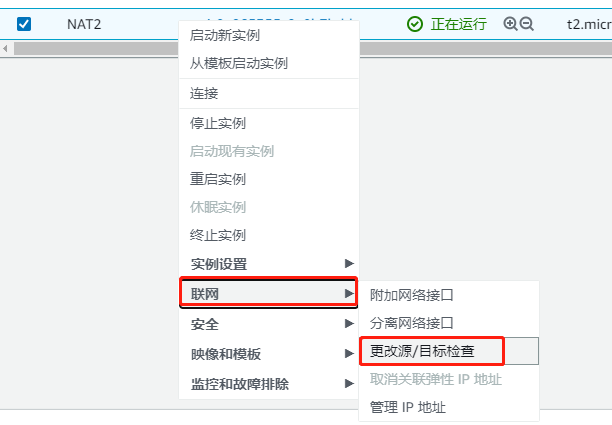 NAT2
正在运行
t2.micr
启动新实例
从模板启动实例
连接
停止实例
启动现有实例
重启实例
休眠实例
终止实例
实例设置
联网
安全
映像和模板
监控和故障排除
附加网络接口
分离网络接口
更改源/目标检查
取消关联弹性 IP 地址
管理 IP 地址